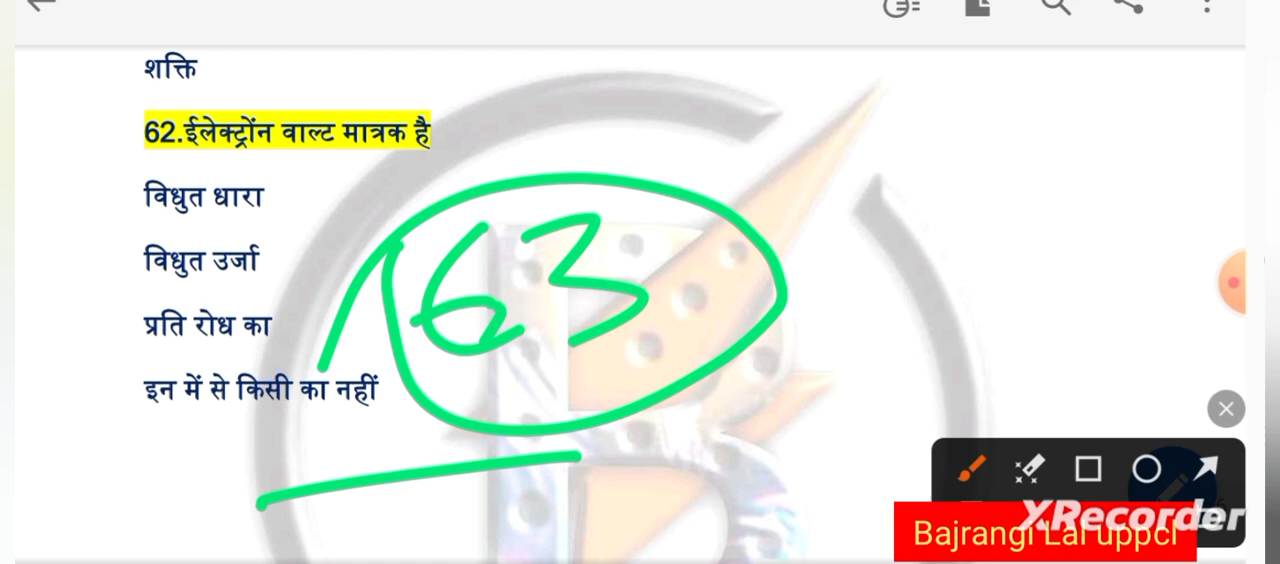 शक्ति
62.ईलेक्ट्रोंन वाल्ट मात्रक है
विधुत धारा
विधुत उर्जा
63
प्रति रोध का
इन में से किसी का नहीं
XRecorder
Bajrangi Lal uppcl